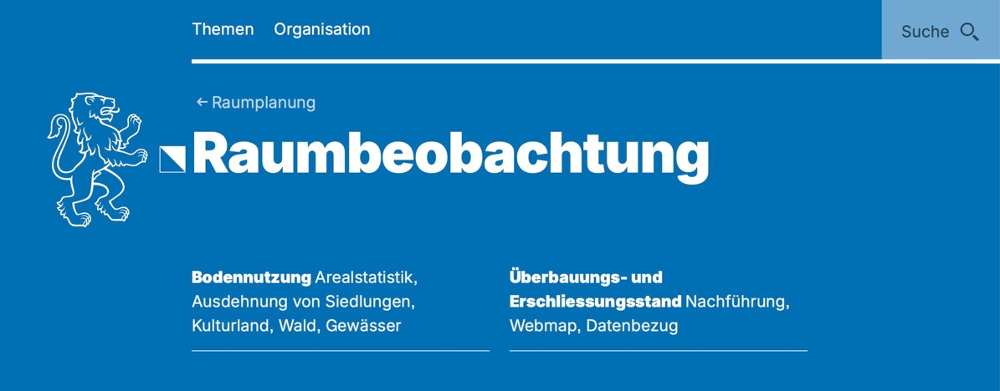 Themen Organisation
Suche
← Raumplanung
Raumbeobachtung
Bodennutzung Arealstatistik,
Ausdehnung von Siedlungen,
Kulturland, Wald, Gewässer
Überbauungs- und
Erschliessungsstand Nachführung,
Webmap, Datenbezug